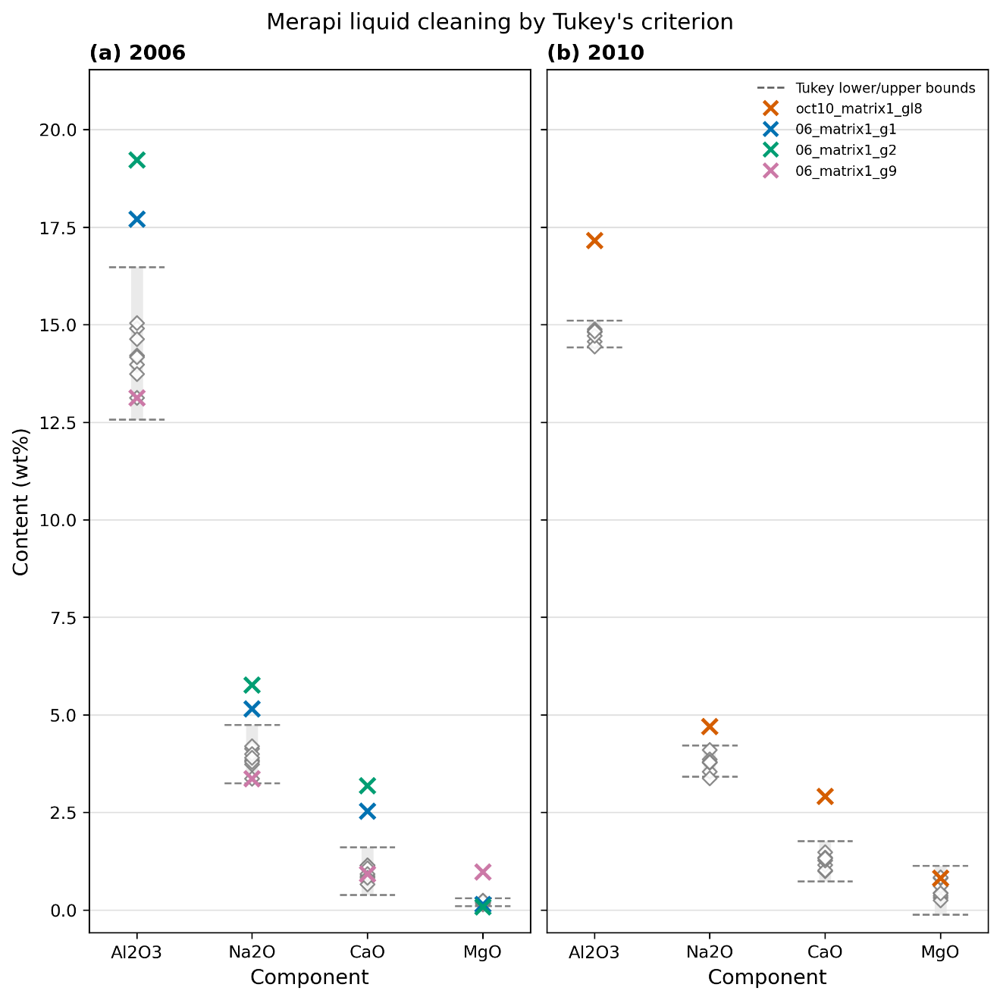 Merapi liquid cleaning by Tukey's criterion
(a) 2006
(b) 2010
Tukey lower/upper bounds
oct10_matrix1_gl8
06_matrix1_g1
06_matrix1_g2
06_matrix1_g9
Content (wt%)
20.0
17.5
15.0
12.5
10.0
7.5
5.0
2.5
0.0
Al2O3 Na2O CaO MgO
Al2O3 Na2O CaO MgO
Component
Component